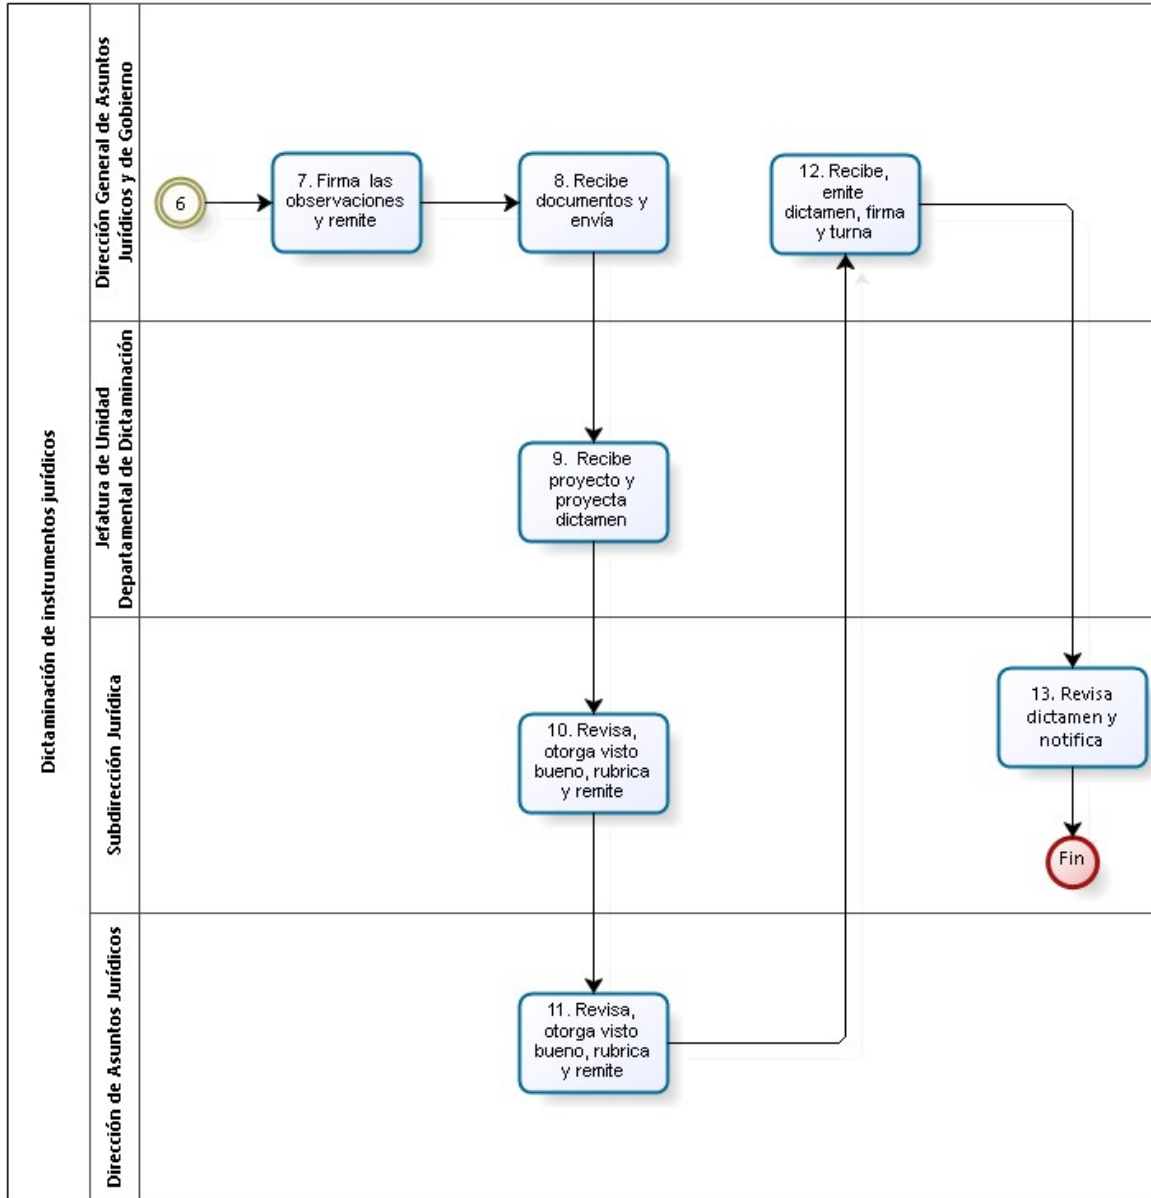 Dictaminación de instrumentos jurídicos
Dirección General de Asuntos
Jurídicos y de Gobierno
6
7. Firma las
observaciones
y remite
8. Recibe
documentos y
envía
12. Recibe,
emite
dictamen, firma
y turna
Jefatura de Unidad
Departamental de Dictaminación
9. Recibe
proyecto y
proyecta
dictamen
Subdirección Jurídica
10. Revisa,
otorga visto
bueno, rubrica
y remite
13. Revisa
dictamen y
notifica
Fin
Dirección de Asuntos Jurídicos
11. Revisa,
otorga visto
bueno, rubrica
y remite